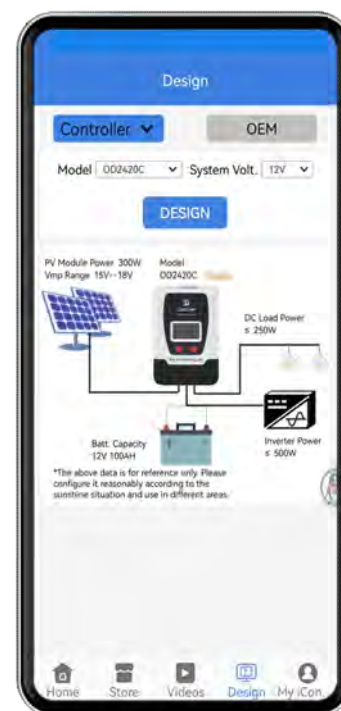 Design
Controller
OEM
Model OD2420C System Volt. 12V
DESIGN
PV Module Power 300W
Vmp Range 15V--18V
Model
OD2420C
DC Load Power
≤ 250W
Batt. Capacity
12V 100AH
Inverter Power
≤ 500W
*The above data is for reference only. Please
configure it reasonably according to the
sunshine situation and use in different areas.
Home Store Videos Design My iCon